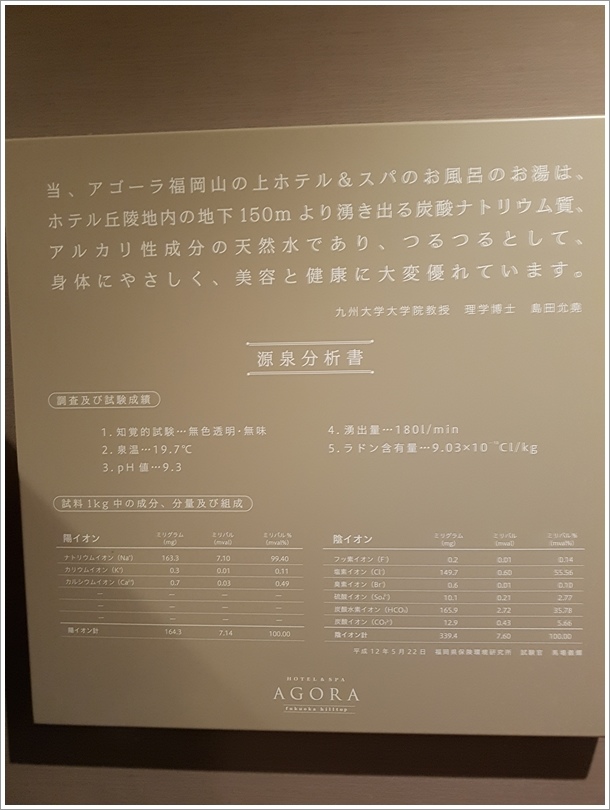 当、アゴーラ福岡山の上ホテル&スパのお風呂のお湯は、
ホテル丘陵地内の地下150mより湧き出る炭酸ナトリウム質、
アルカリ性成分の天然水であり、つるつるとして、
身体にやさしく、美容と健康に大変優れています。
九州大学大学院教授 理学博士 島田允堯
源泉分析書
調査及び試験成績
1. 知覚的試験…無色透明・無味
2. 泉温…19.7℃
3. pH値…9.3
4. 湧出量…180l/min
5. ラドン含有量…9.03×10 Ci/kg
試料1kg中の成分、分量及び組成
陽イオン ミリグラム(mg) ミリバル(mval) ミリバル%(mval%)
ナトリウムイオン(Na⁺) 163.3 7.10 99.40
カリウムイオン(K⁺) 0.3 0.01 0.11
カルシウムイオン(Ca²⁺) 0.7 0.03 0.49
— — — —
— — — —
— — — —
陽イオン計 164.3 7.14 100.00
陰イオン ミリグラム(mg) ミリバル(mval) ミリバル%(mval%)
フッ素イオン(F⁻) 0.2 0.01 0.14
塩素イオン(Cl⁻) 149.7 0.60 55.56
臭素イオン(Br⁻) 0.6 0.01 0.10
硫酸イオン(So₄²⁻) 10.1 0.21 2.77
炭酸水素イオン(HCO₃⁻) 165.9 2.72 35.78
炭酸イオン(CO₃²⁻) 12.9 0.43 5.66
陰イオン計 339.4 7.60 100.00
平成12年5月22日 福岡県保健環境研究所 試験官
HOTEL & SPA
AGORA
fukuoka hilltop